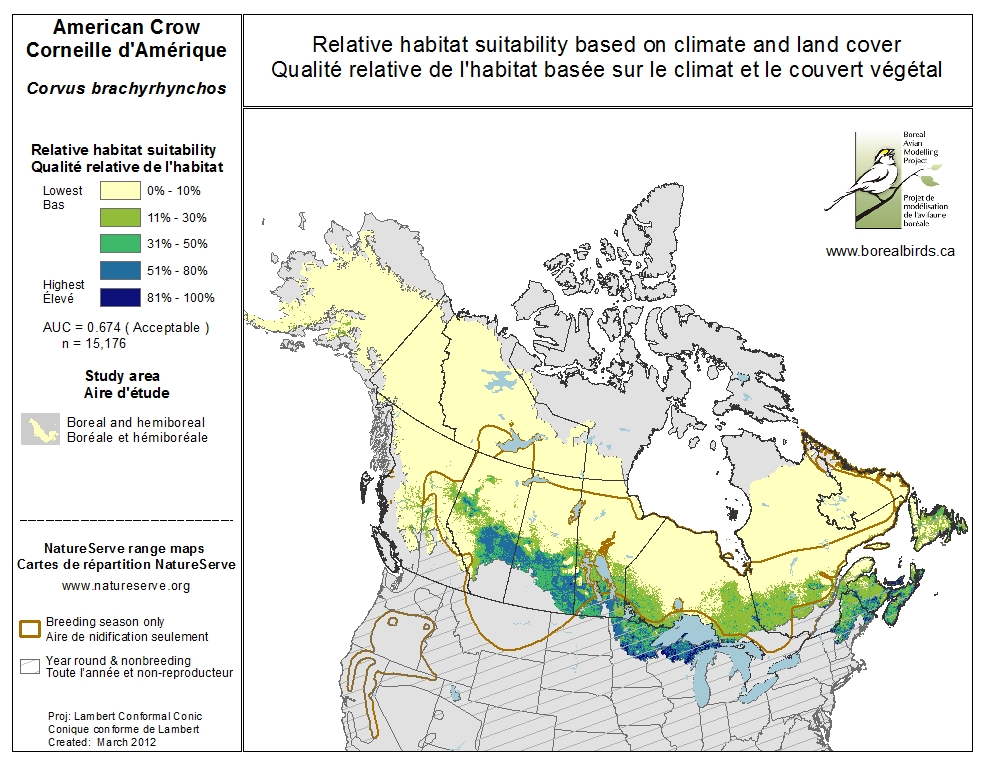 American Crow
Corneille d'Amérique
Corvus brachyrhynchos
Relative habitat suitability based on climate and land cover
Qualité relative de l'habitat basée sur le climat et le couvert végétal
Relative habitat suitability
Qualité relative de l'habitat
Lowest
Bas
0% - 10%
11% - 30%
31% - 50%
51% - 80%
Highest
Élevé
81% - 100%
AUC = 0.674 ( Acceptable )
n = 15,176
Study area
Aire d'étude
Boreal and hemiboreal
Boréale et hémiboréale
NatureServe range maps
Cartes de répartition NatureServe
www.natureserve.org
Breeding season only
Aire de nidification seulement
Year round & nonbreeding
Toute l'année et non-reproducteur
Proj: Lambert Conformal Conic
Conique conforme de Lambert
Created: March 2012
Boreal
Avian
Modelling
Project
Projet de
modélisation
de l'avifaune
boréale
www.borealbirds.ca